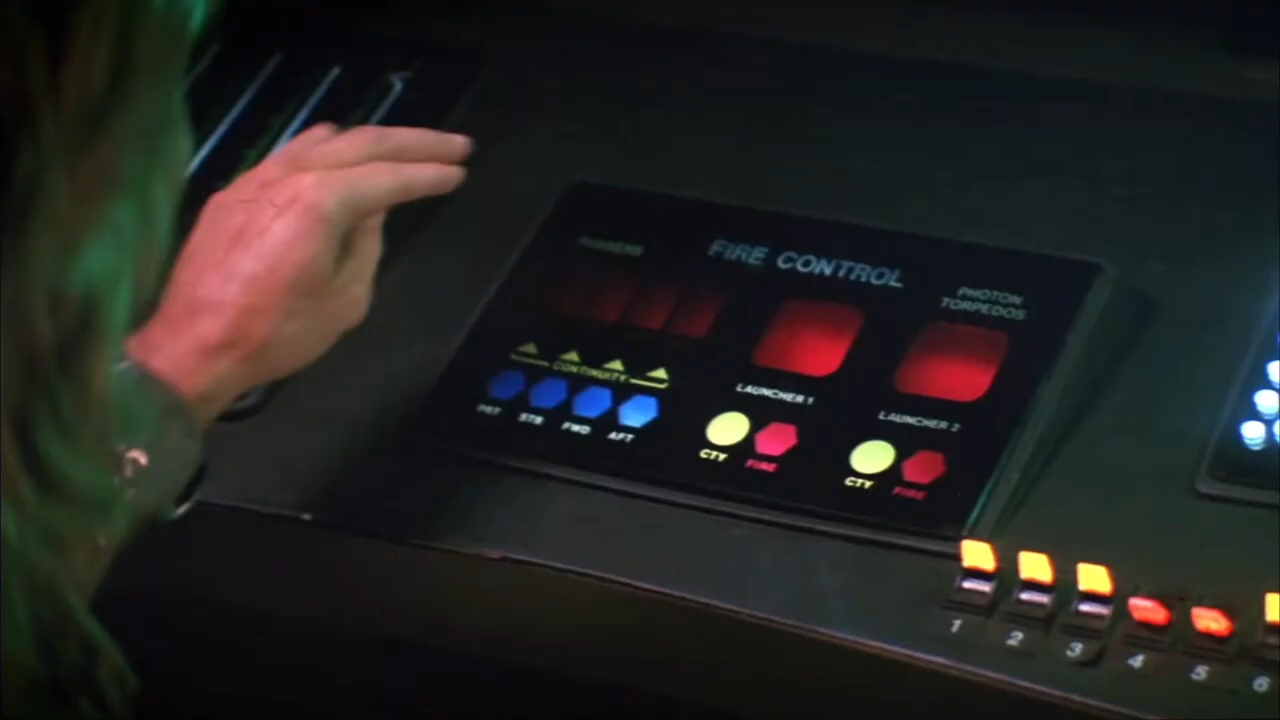 PHASERS
FIRE CONTROL
PHOTON
TORPEDOS
CONTINUITY
PRT STB FWD AFT
LAUNCHER 1
LAUNCHER 2
CTY FIRE
CTY FIRE
1 2 3 4 5 6